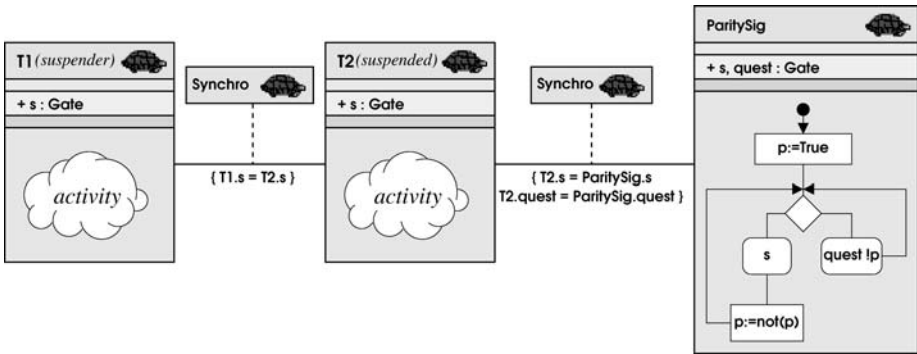 T1 (suspender)
+ s : Gate
activity
Synchro
{ T1.s = T2.s }
T2 (suspended)
+ s : Gate
activity
Synchro
{ T2.s = ParitySig.s
T2.quest = ParitySig.quest }
ParitySig
+ s, quest : Gate
p:=True
s
quest !p
p:=not(p)